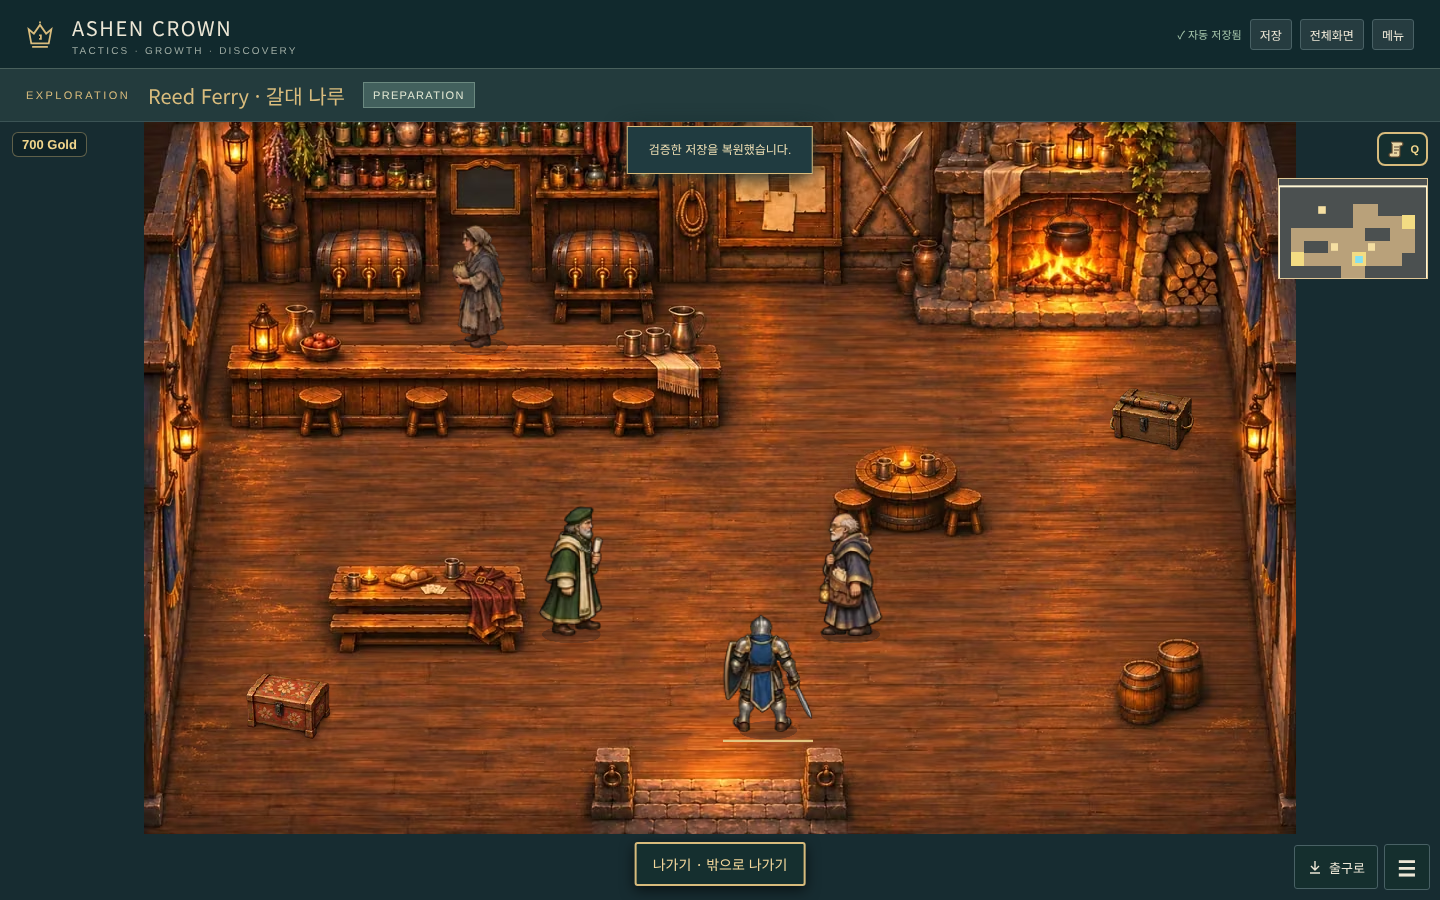 ASHEN CROWN
TACTICS · GROWTH · DISCOVERY
✓ 자동 저장됨
저장
전체화면
메뉴
EXPLORATION
Reed Ferry · 갈대 나루
PREPARATION
700 Gold
검증한 저장을 복원했습니다.
Q
나가기 · 밖으로 나가기
출구로